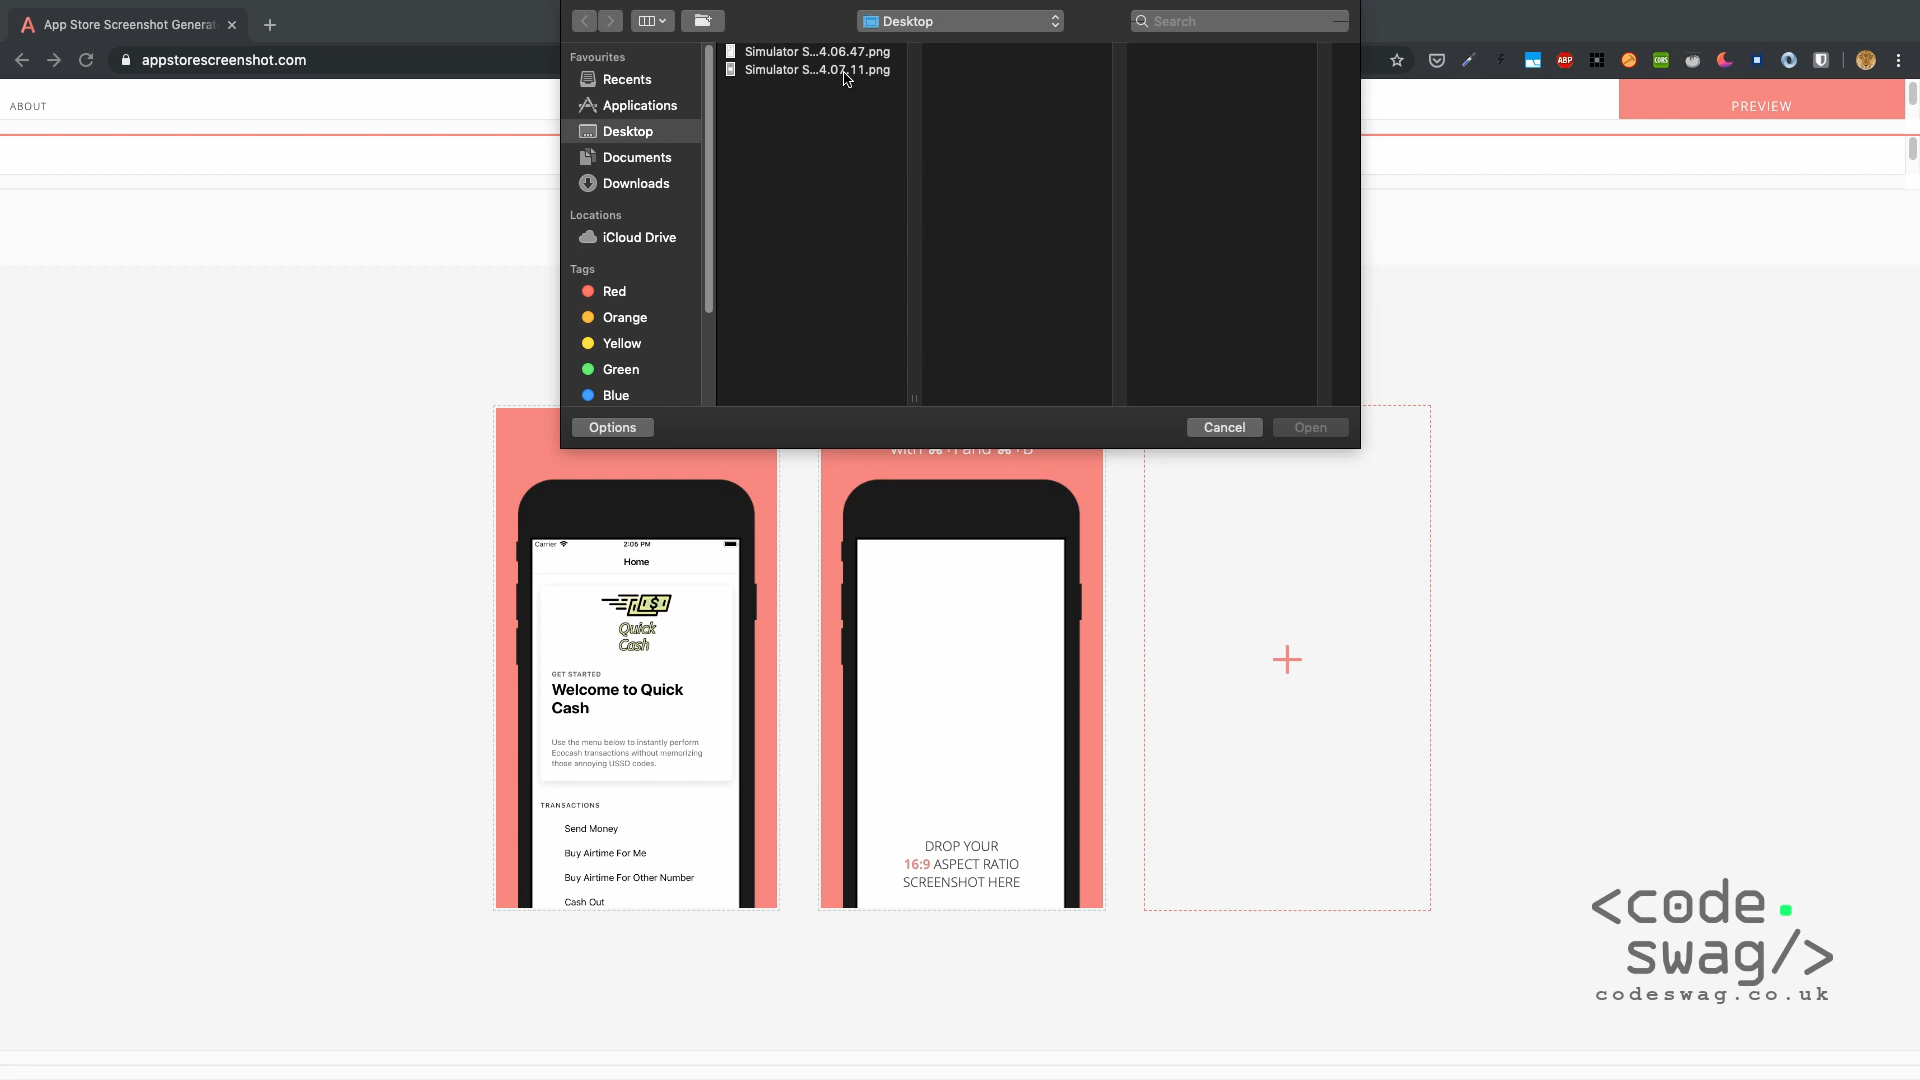 App Store Screenshot Generat
appstorescreenshot.com
Desktop
Search
ABP
CORS
ABOUT
PREVIEW
Favourites
Recents
Applications
Desktop
Documents
Downloads
Locations
iCloud Drive
Tags
Red
Orange
Yellow
Green
Blue
Simulator S...4.06.47.png
Simulator S...4.07.11.png
Options
Cancel
Open
Carrier
2:05 PM
Home
Quick
Cash
GET STARTED
Welcome to Quick
Cash
Use the menu below to instantly perform
Ecocash transactions without memorizing
those annoying USSD codes.
TRANSACTIONS
Send Money
Buy Airtime For Me
Buy Airtime For Other Number
Cash Out
DROP YOUR
16:9 ASPECT RATIO
SCREENSHOT HERE
<code.
swag/>
codeswag.co.uk